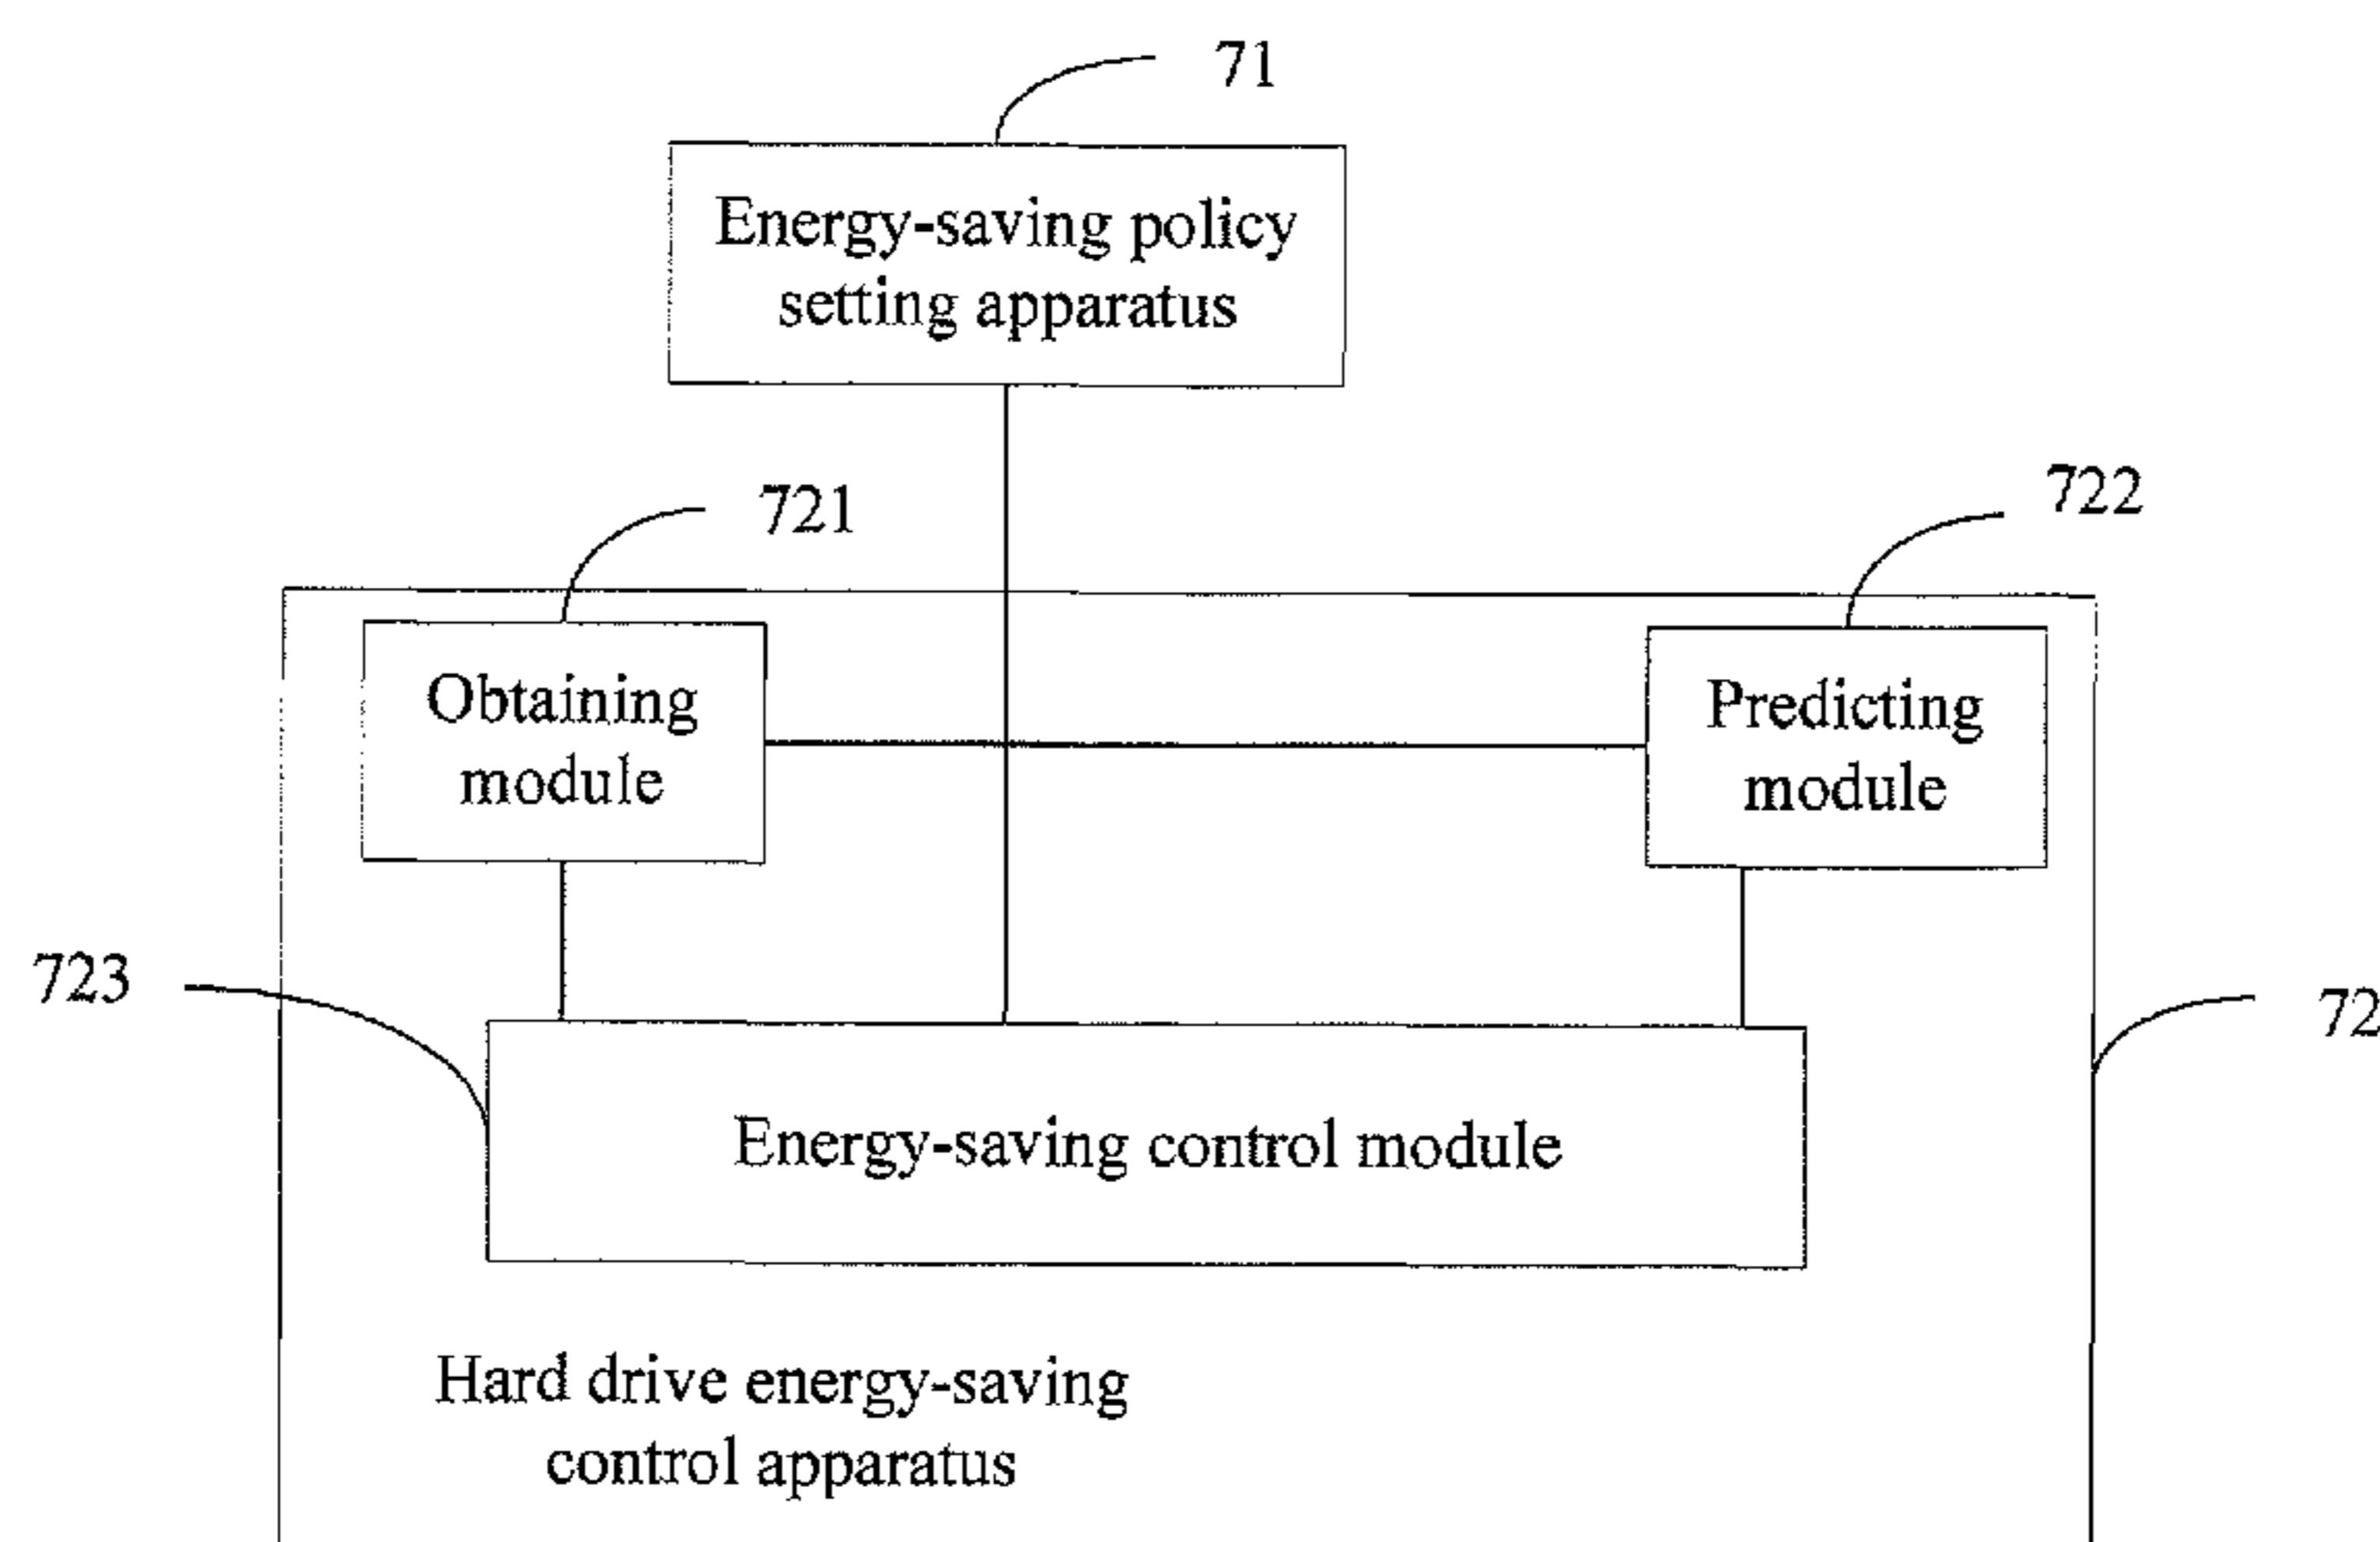 71
Energy-saving policy
setting apparatus
721
722
Obtaining
module
Predicting
module
723
72
Energy-saving control module
Hard drive energy-saving
control apparatus